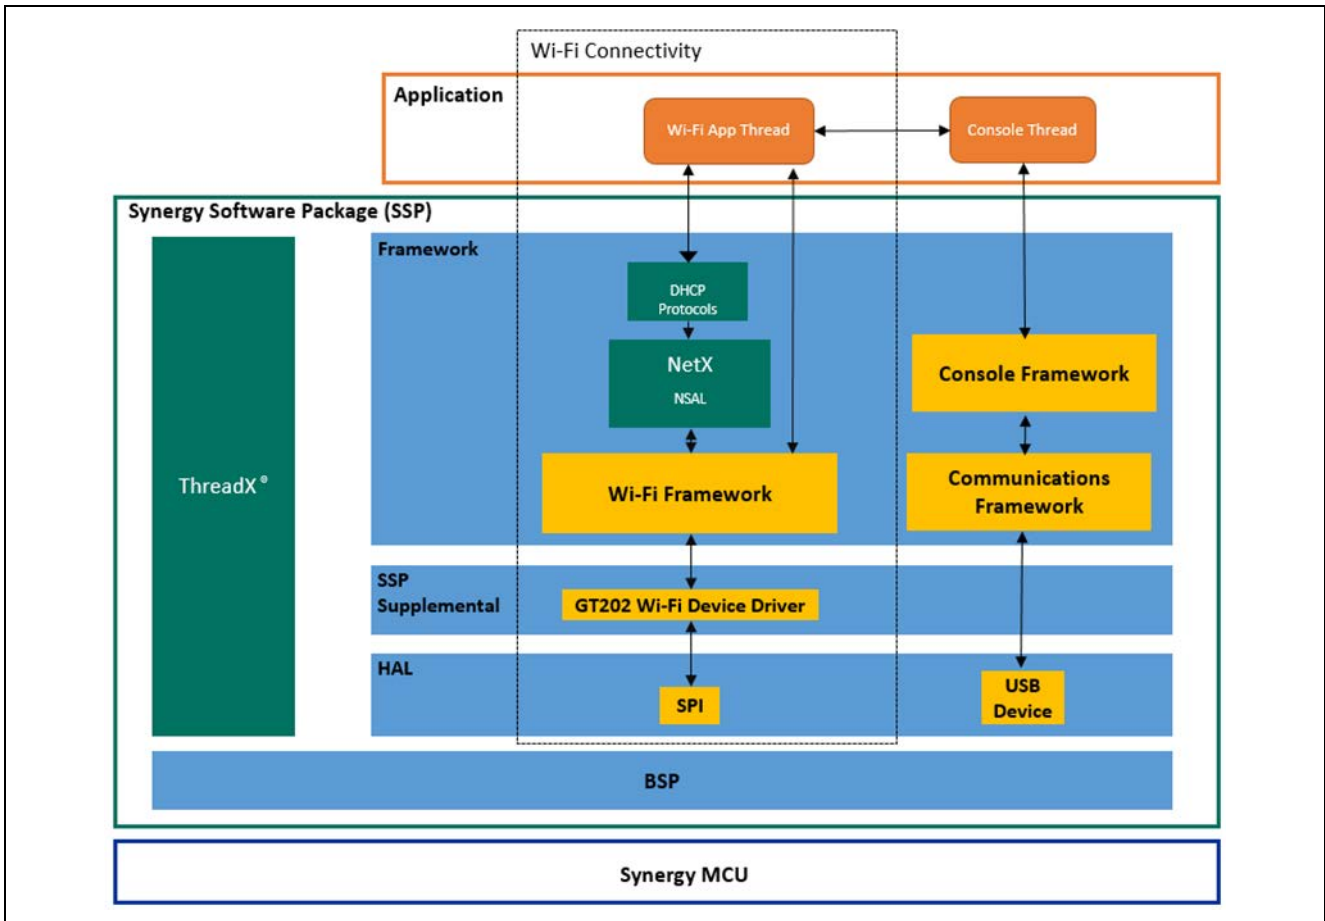 Wi-Fi Connectivity
Application
Wi-Fi App Thread
Console Thread
Synergy Software Package (SSP)
Framework
DHCP
Protocols
NetX
NSAL
Console Framework
ThreadX®
Wi-Fi Framework
Communications
Framework
SSP
Supplemental
GT202 Wi-Fi Device Driver
HAL
SPI
USB
Device
BSP
Synergy MCU